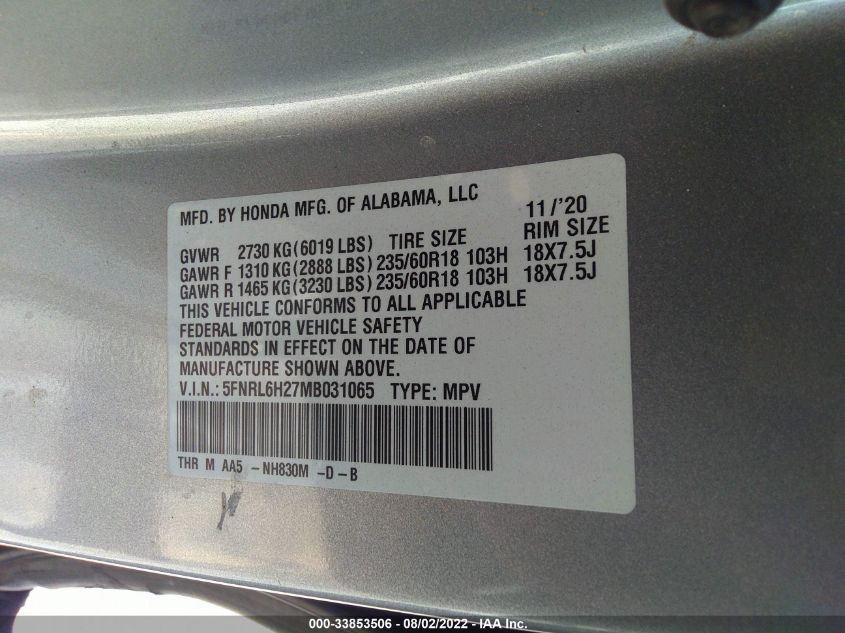 MFD. BY HONDA MFG. OF ALABAMA, LLC 11/'20
GVWR 2730 KG(6019 LBS) TIRE SIZE RIM SIZE
GAWR F 1310 KG(2888 LBS) 235/60R18 103H 18X7.5J
GAWR R 1465 KG(3230 LBS) 235/60R18 103H 18X7.5J
THIS VEHICLE CONFORMS TO ALL APPLICABLE
FEDERAL MOTOR VEHICLE SAFETY
STANDARDS IN EFFECT ON THE DATE OF
MANUFACTURE SHOWN ABOVE.
V.I.N.: 5FNRL6H27MB031065 TYPE: MPV
THR M AA5 -NH830M -D-B
000-33853506 - 08/02/2022 - IAA Inc.